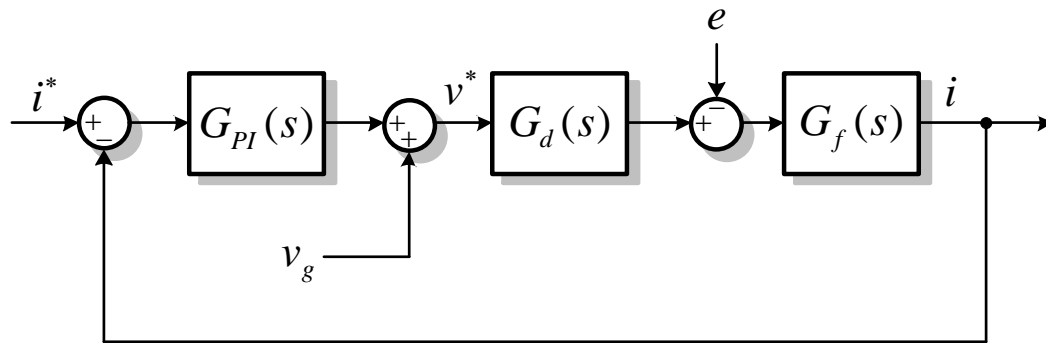 e
i*
+
−
G_PI(s)
+
+
v*
G_d(s)
+
−
G_f(s)
i
v_g